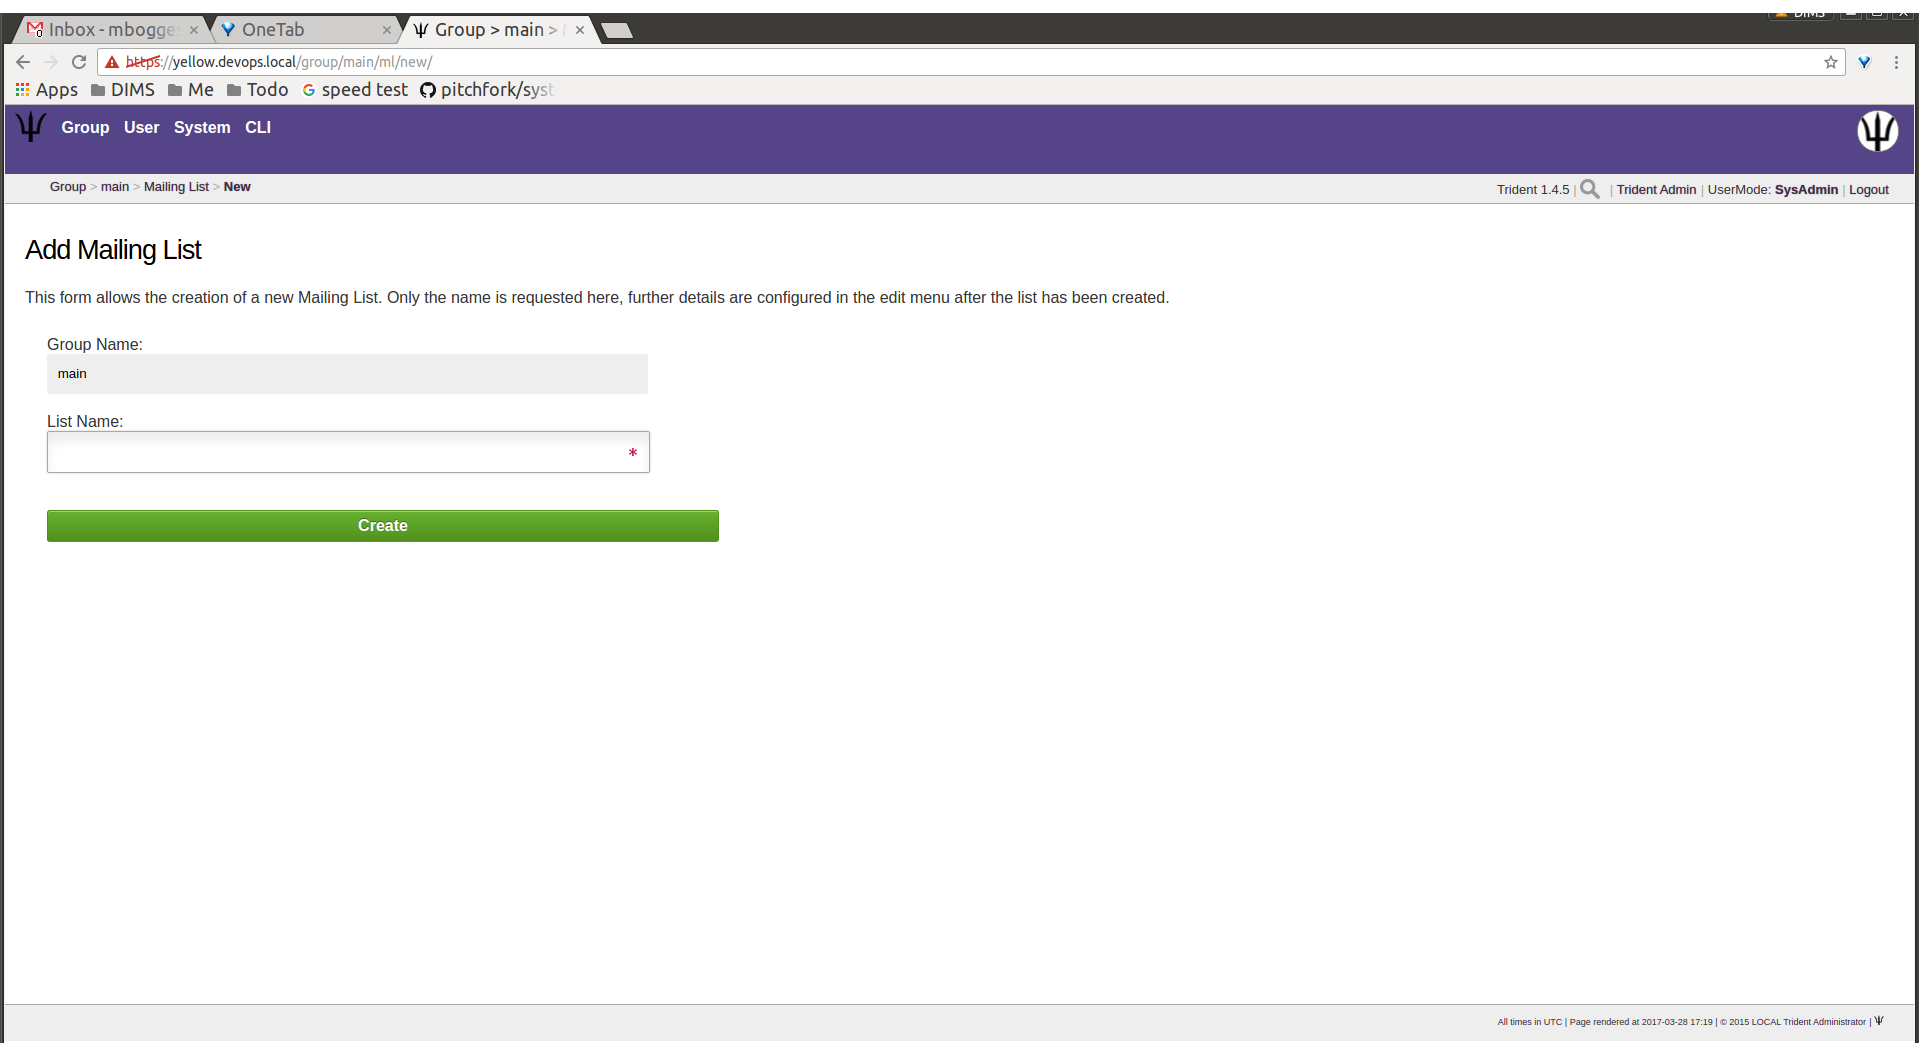 DIMS
Inbox - mbogge
OneTab
Group > main >
https://yellow.devops.local/group/main/ml/new/
Apps DIMS Me Todo speed test pitchfork/syst
Group User System CLI
Group > main > Mailing List > New
Trident 1.4.5 | | Trident Admin | UserMode: SysAdmin | Logout
Add Mailing List
This form allows the creation of a new Mailing List. Only the name is requested here, further details are configured in the edit menu after the list has been created.
Group Name:
main
List Name:
*
Create
All times in UTC | Page rendered at 2017-03-28 17:19 | © 2015 LOCAL Trident Administrator |